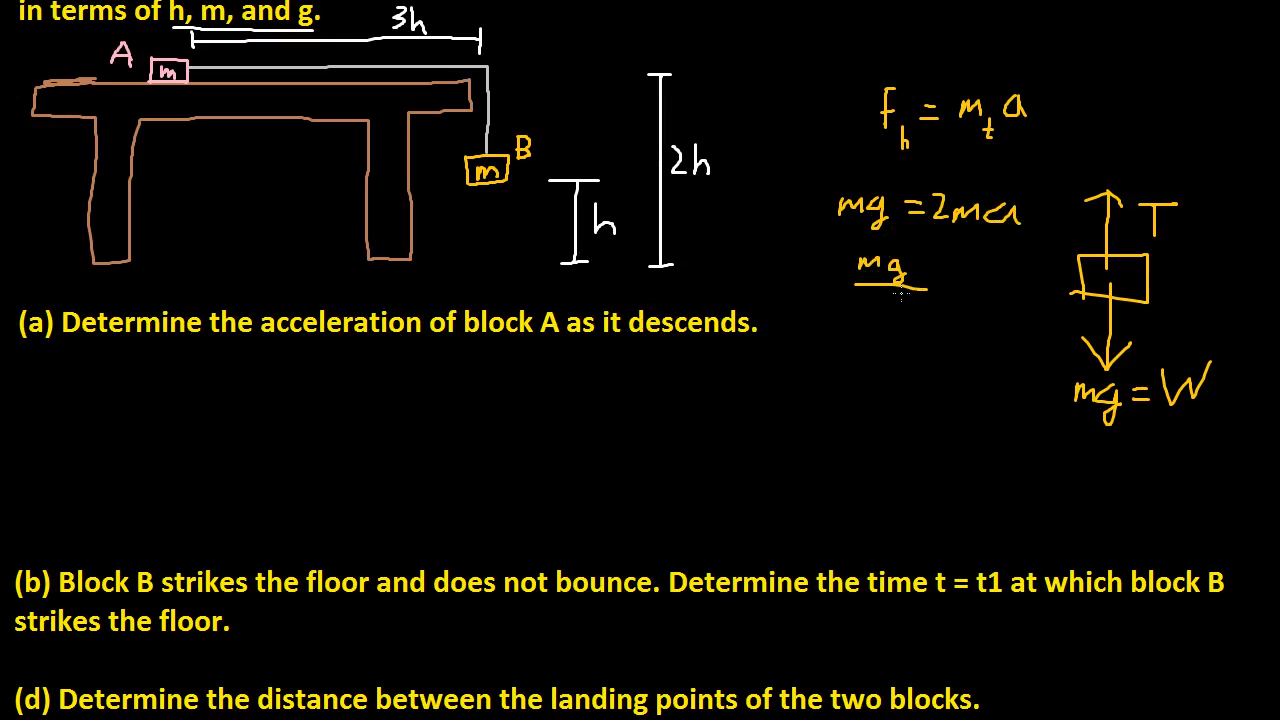 in terms of h, m, and g.
3h
A
m
B
m
2h
h
F_h = m_t a
mg = 2ma
mg
T
mg = W
(a) Determine the acceleration of block A as it descends.
(b) Block B strikes the floor and does not bounce. Determine the time t = t1 at which block B
strikes the floor.
(d) Determine the distance between the landing points of the two blocks.